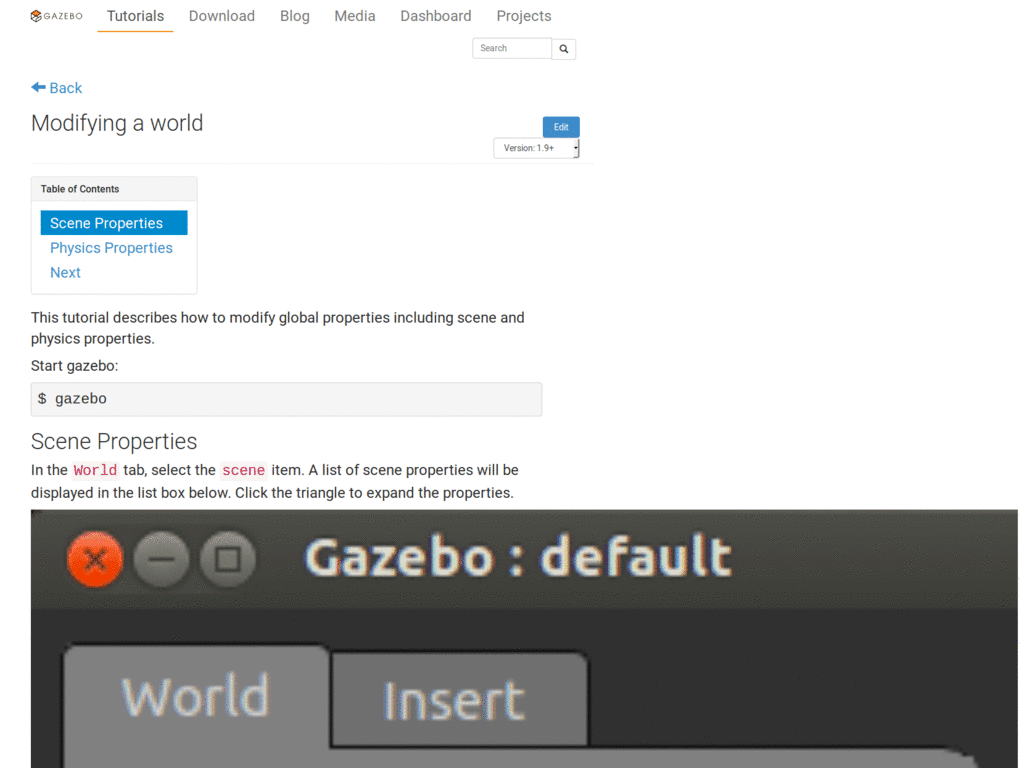 GAZEBO Tutorials Download Blog Media Dashboard Projects
Search
Back
Modifying a world
Edit
Version: 1.9+
Table of Contents
Scene Properties
Physics Properties
Next
This tutorial describes how to modify global properties including scene and
physics properties.
Start gazebo:
$ gazebo
Scene Properties
In the World tab, select the scene item. A list of scene properties will be
displayed in the list box below. Click the triangle to expand the properties.
Gazebo : default
World Insert